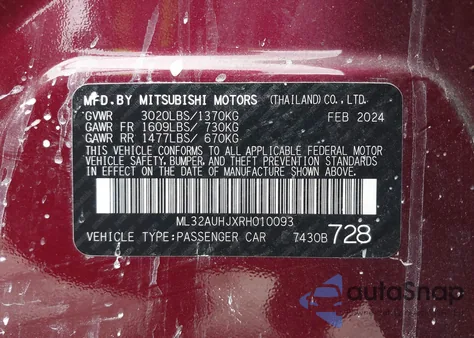 MFD.BY MITSUBISHI MOTORS (THAILAND) CO.,LTD.
GVWR 3020LBS/1370KG FEB 2024
GAWR FR 1609LBS/ 730KG
GAWR RR 1477LBS/ 670KG
THIS VEHICLE CONFORMS TO ALL APPLICABLE FEDERAL MOTOR
VEHICLE SAFETY,BUMPER,AND THEFT PREVENTION STANDARDS
IN EFFECT ON THE DATE OF MANUFACTURE SHOWN ABOVE.
ML32AUHJXRH010093
VEHICLE TYPE:PASSENGER CAR 7430B 728
autoSnap